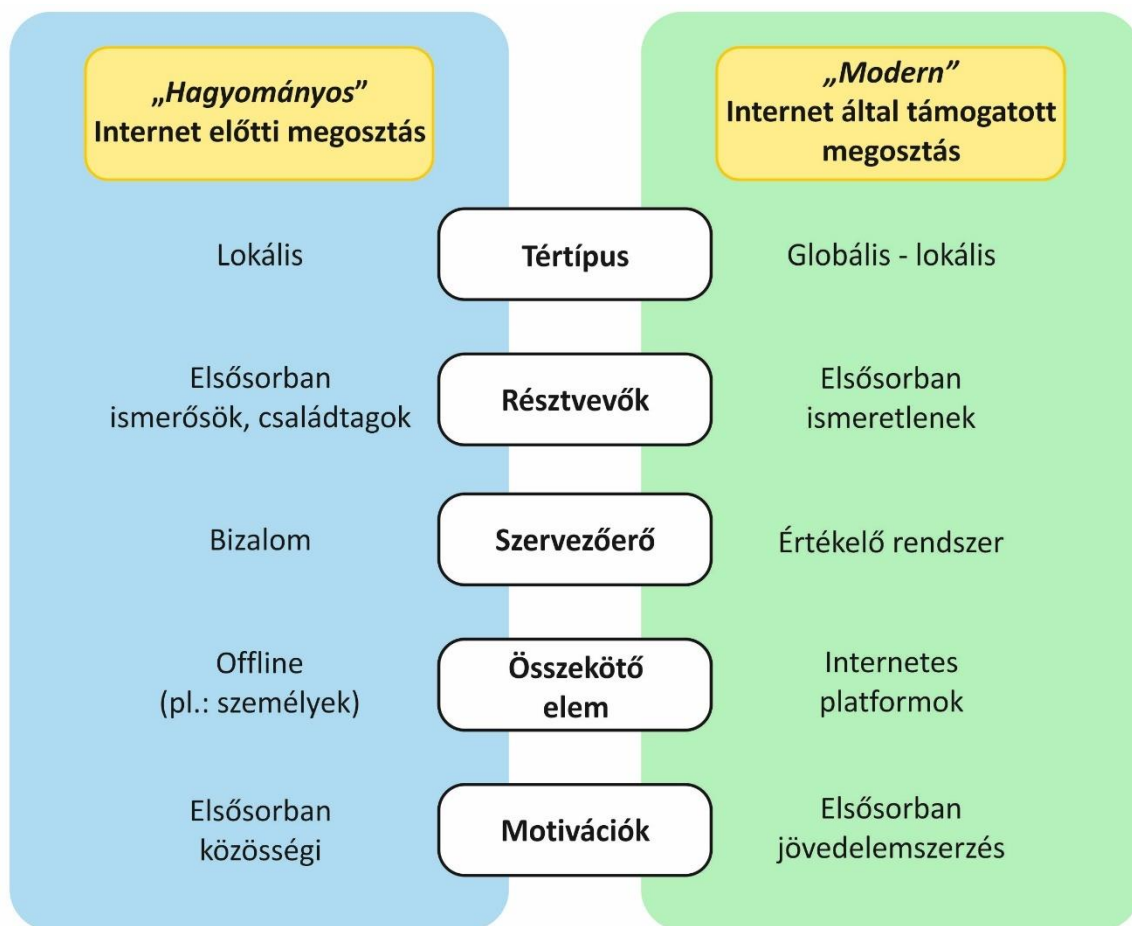 „Hagyományos”
Internet előtti megosztás
„Modern”
Internet által támogatott
megosztás
Lokális
Tértípus
Globális - lokális
Elsősorban
ismerősök, családtagok
Résztvevők
Elsősorban
ismeretlenek
Bizalom
Szervezőerő
Értékelő rendszer
Offline
(pl.: személyek)
Összekötő
elem
Internetes
platformok
Elsősorban
közösségi
Motivációk
Elsősorban
jövedelemszerzés